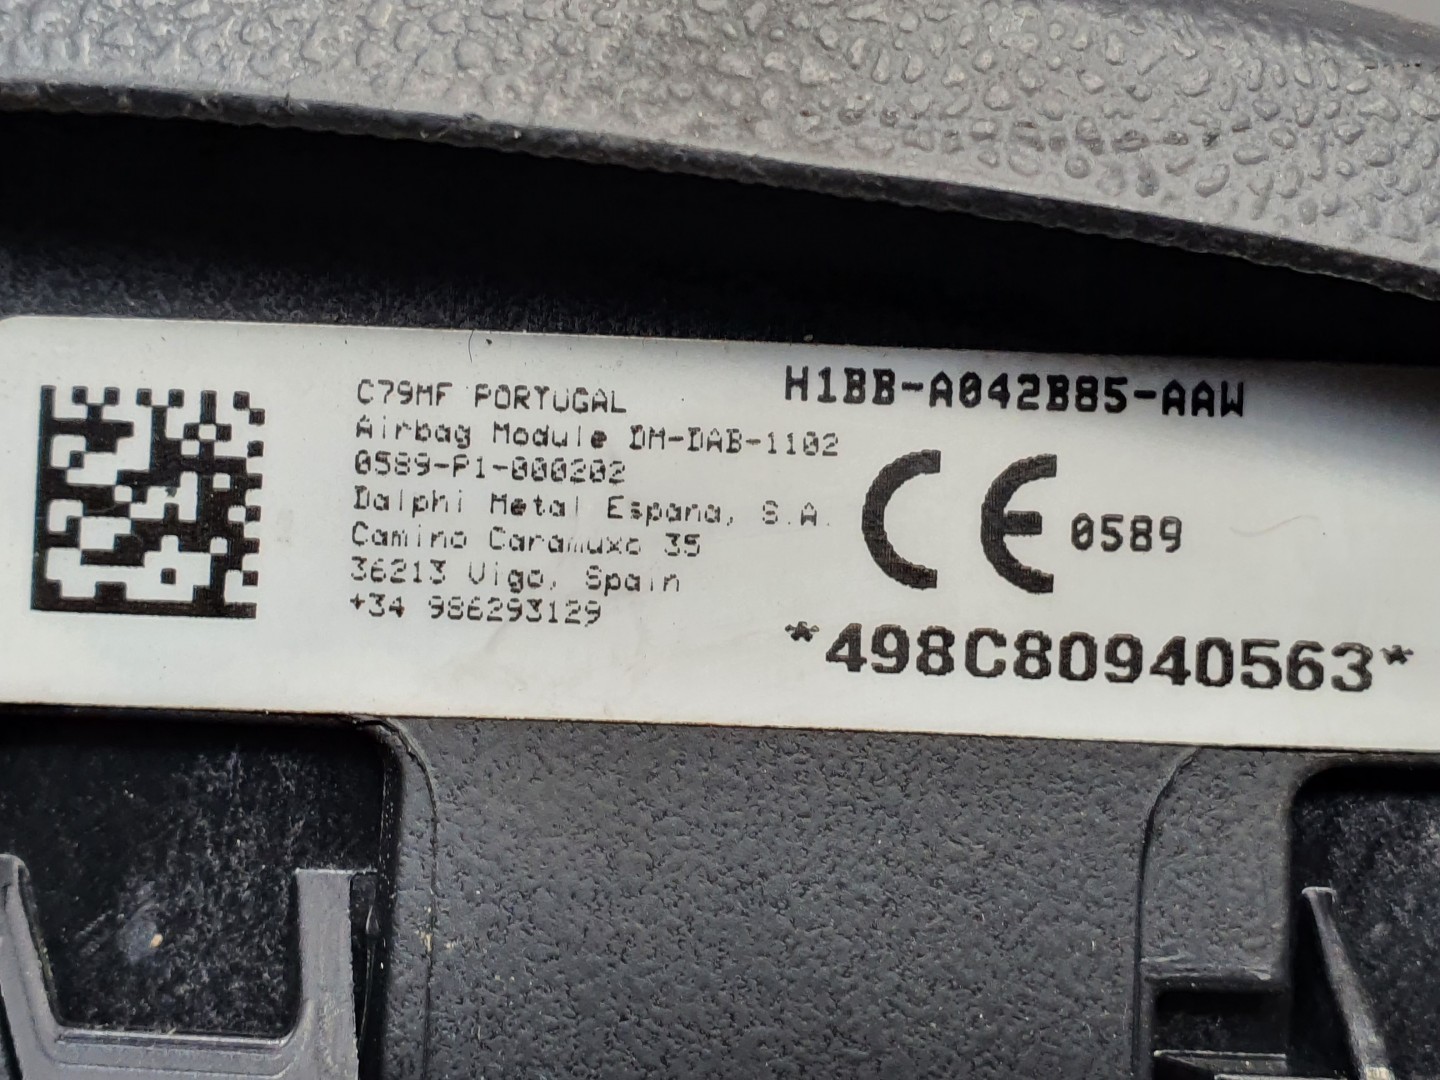 C79MF PORTUGAL
Airbag Module DM-DAB-1102
0589-P1-000202
Dalphi Metal Espana, S.A.
Camino Caramuxo 35
36213 Vigo, Spain
+34 986293129
H1BB-A042B85-AAW
CE 0589
*498C80940563*